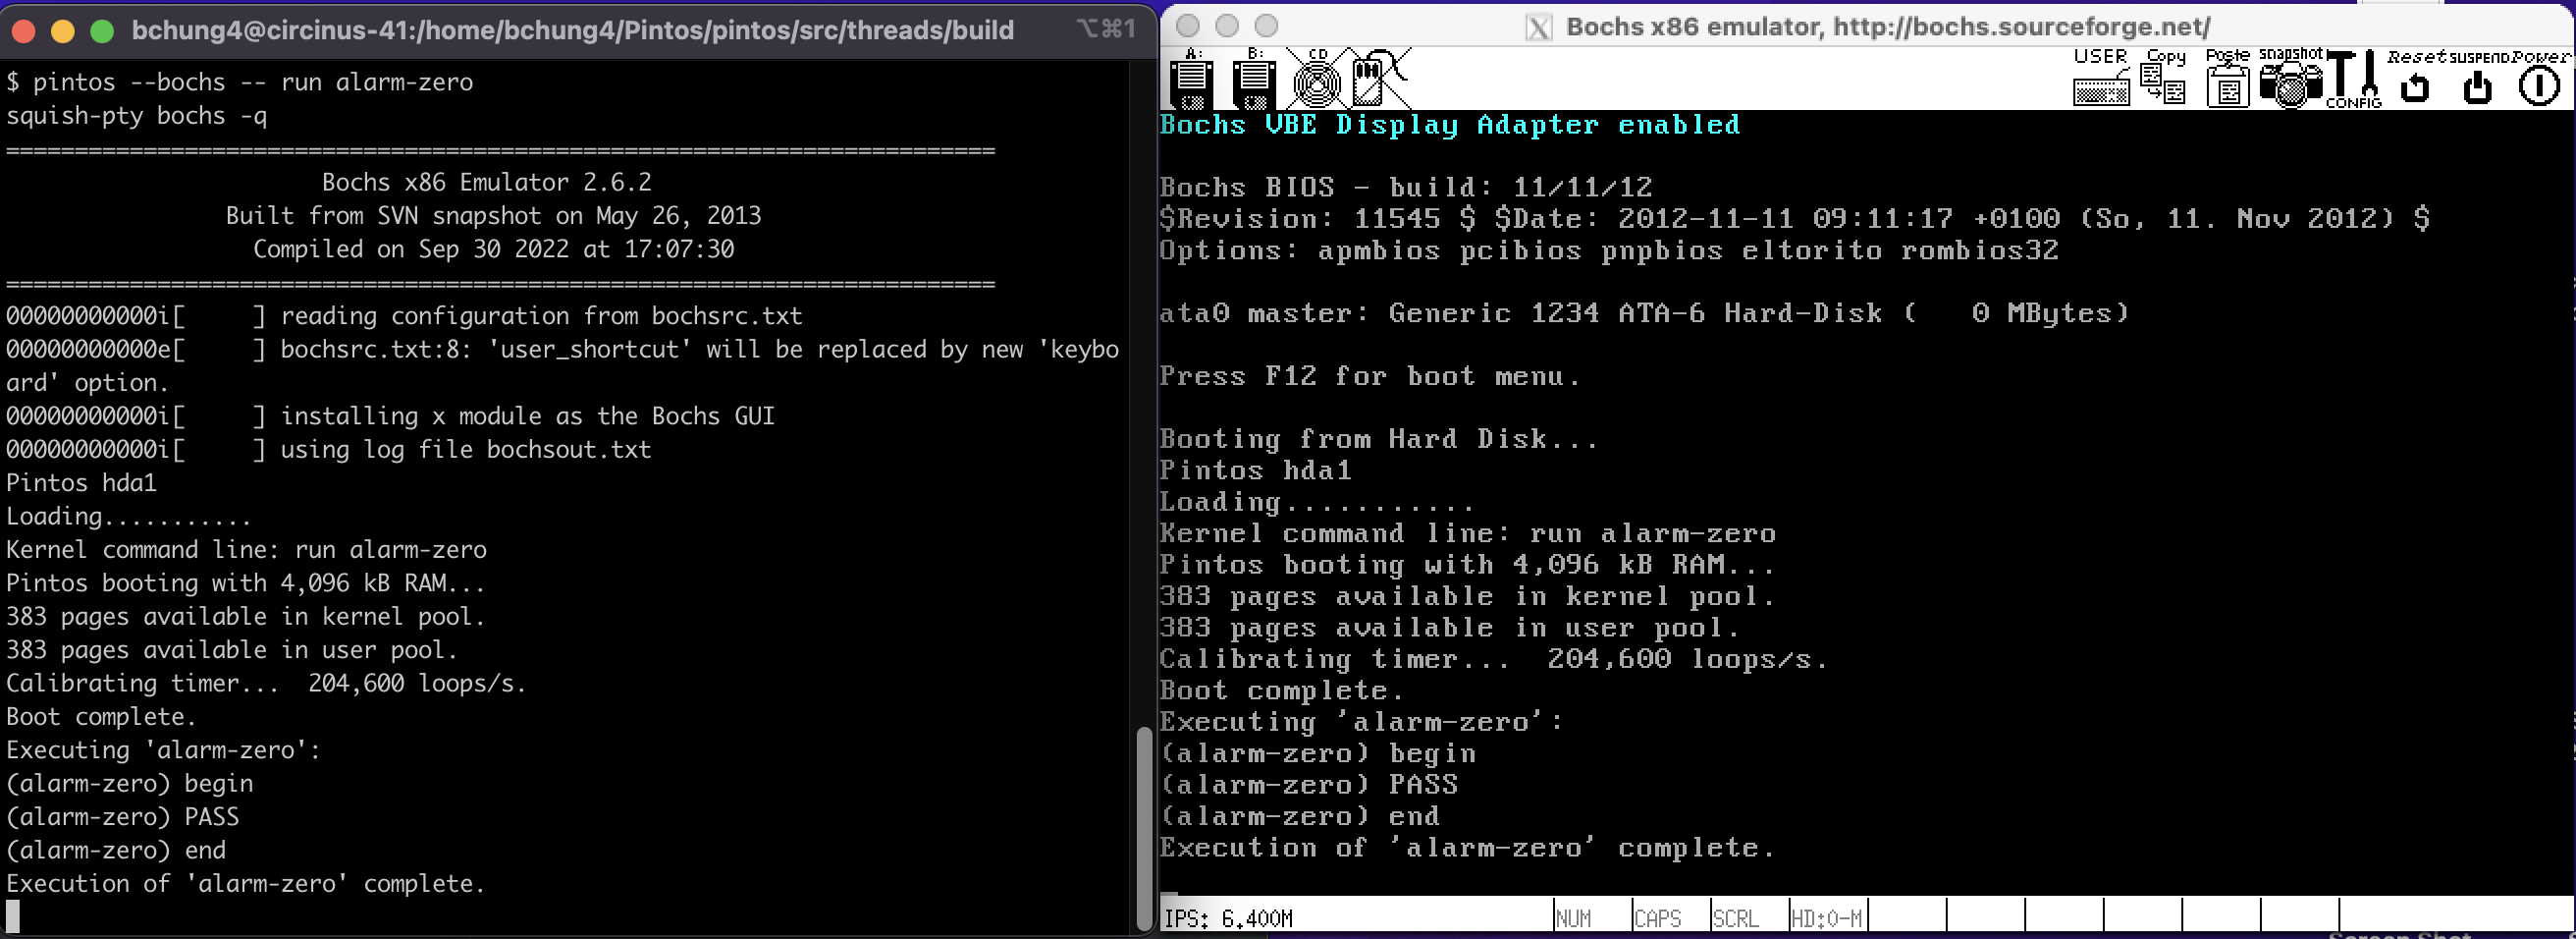 bchung4@circinus-41:/home/bchung4/Pintos/pintos/src/threads/build
⌥⌘1
$ pintos --bochs -- run alarm-zero
squish-pty bochs -q
========================================================================
Bochs x86 Emulator 2.6.2
Built from SVN snapshot on May 26, 2013
Compiled on Sep 30 2022 at 17:07:30
========================================================================
00000000000i[     ] reading configuration from bochsrc.txt
00000000000e[     ] bochsrc.txt:8: 'user_shortcut' will be replaced by new 'keybo
ard' option.
00000000000i[     ] installing x module as the Bochs GUI
00000000000i[     ] using log file bochsout.txt
Pintos hda1
Loading...........
Kernel command line: run alarm-zero
Pintos booting with 4,096 kB RAM...
383 pages available in kernel pool.
383 pages available in user pool.
Calibrating timer...  204,600 loops/s.
Boot complete.
Executing 'alarm-zero':
(alarm-zero) begin
(alarm-zero) PASS
(alarm-zero) end
Execution of 'alarm-zero' complete.
Bochs x86 emulator, http://bochs.sourceforge.net/
A: B: CD USER Copy Paste snapshot CONFIG Reset SUSPEND Power
Bochs VBE Display Adapter enabled
Bochs BIOS - build: 11/11/12
$Revision: 11545 $ $Date: 2012-11-11 09:11:17 +0100 (So, 11. Nov 2012) $
Options: apmbios pcibios pnpbios eltorito rombios32
ata0 master: Generic 1234 ATA-6 Hard-Disk (   0 MBytes)
Press F12 for boot menu.
Booting from Hard Disk...
Pintos hda1
Loading...........
Kernel command line: run alarm-zero
Pintos booting with 4,096 kB RAM...
383 pages available in kernel pool.
383 pages available in user pool.
Calibrating timer...  204,600 loops/s.
Boot complete.
Executing 'alarm-zero':
(alarm-zero) begin
(alarm-zero) PASS
(alarm-zero) end
Execution of 'alarm-zero' complete.
IPS: 6.400M NUM CAPS SCRL HD:0-M